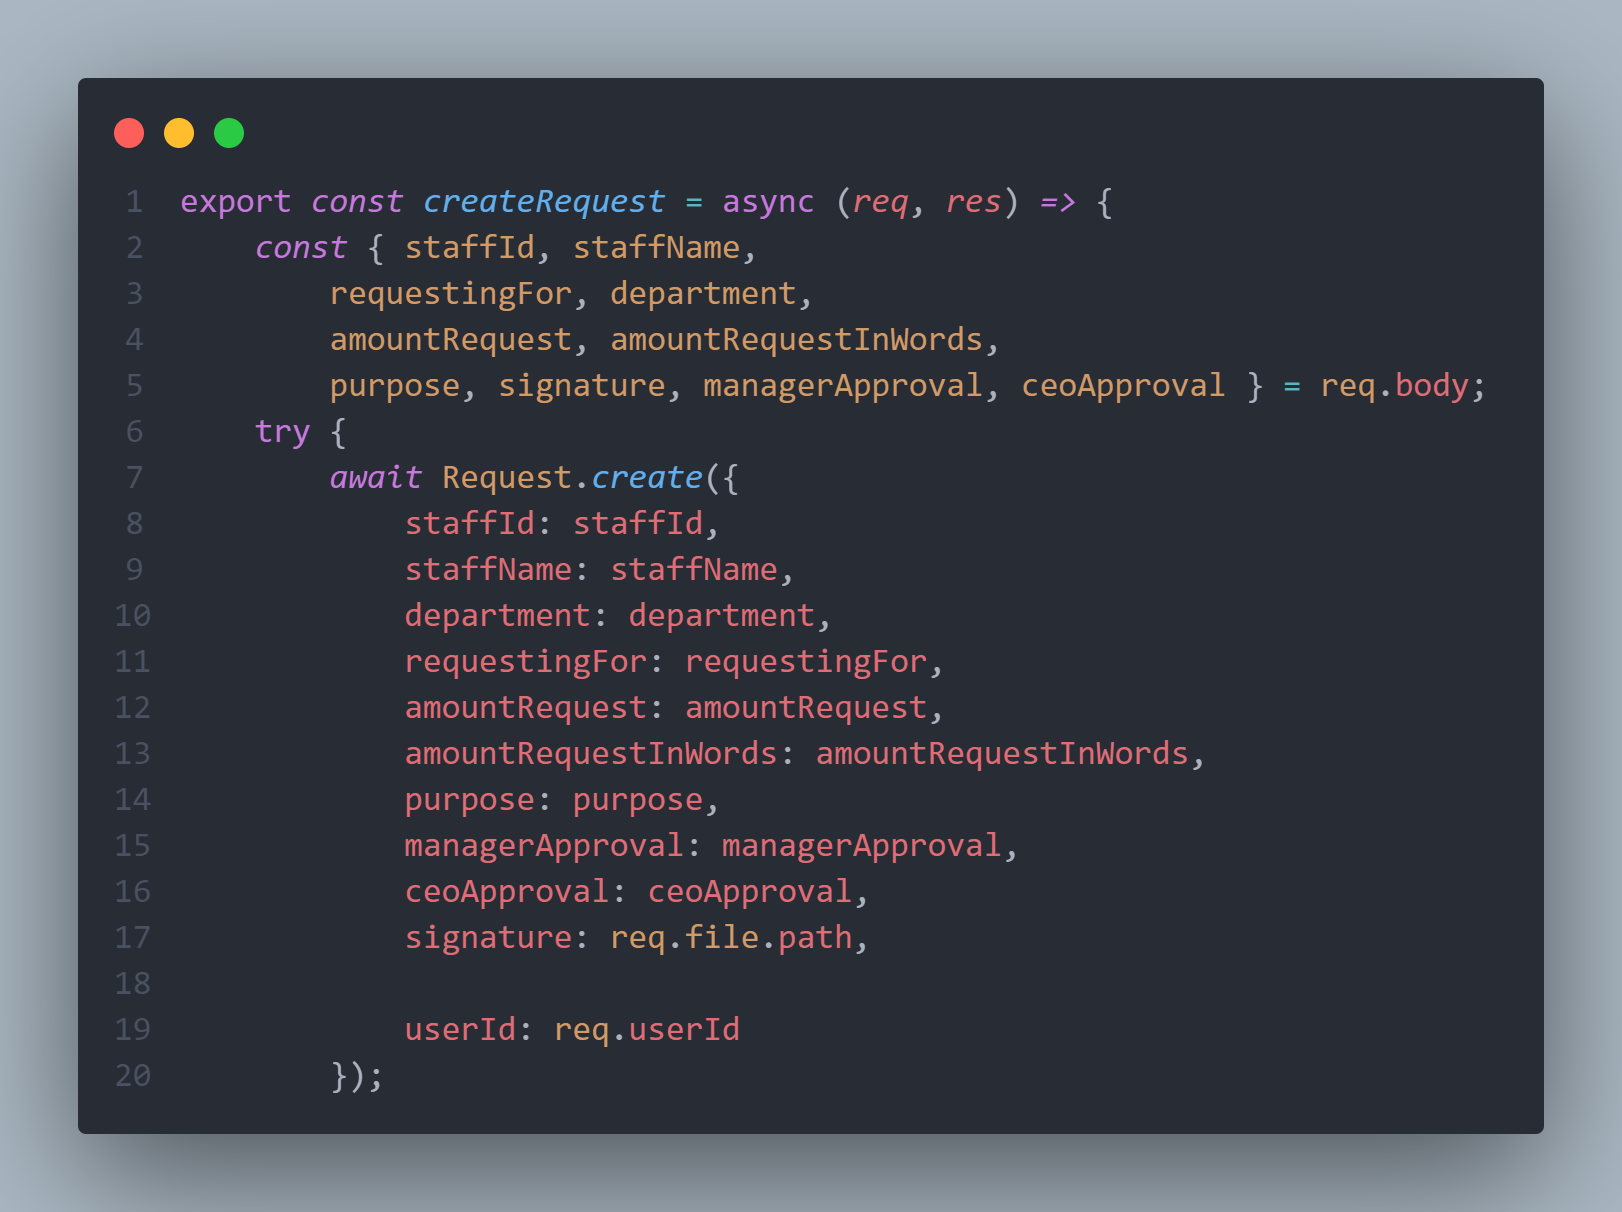 1 export const createRequest = async (req, res) => {
2     const { staffId, staffName,
3         requestingFor, department,
4         amountRequest, amountRequestInWords,
5         purpose, signature, managerApproval, ceoApproval } = req.body;
6     try {
7         await Request.create({
8             staffId: staffId,
9             staffName: staffName,
10             department: department,
11             requestingFor: requestingFor,
12             amountRequest: amountRequest,
13             amountRequestInWords: amountRequestInWords,
14             purpose: purpose,
15             managerApproval: managerApproval,
16             ceoApproval: ceoApproval,
17             signature: req.file.path,
18
19             userId: req.userId
20         });